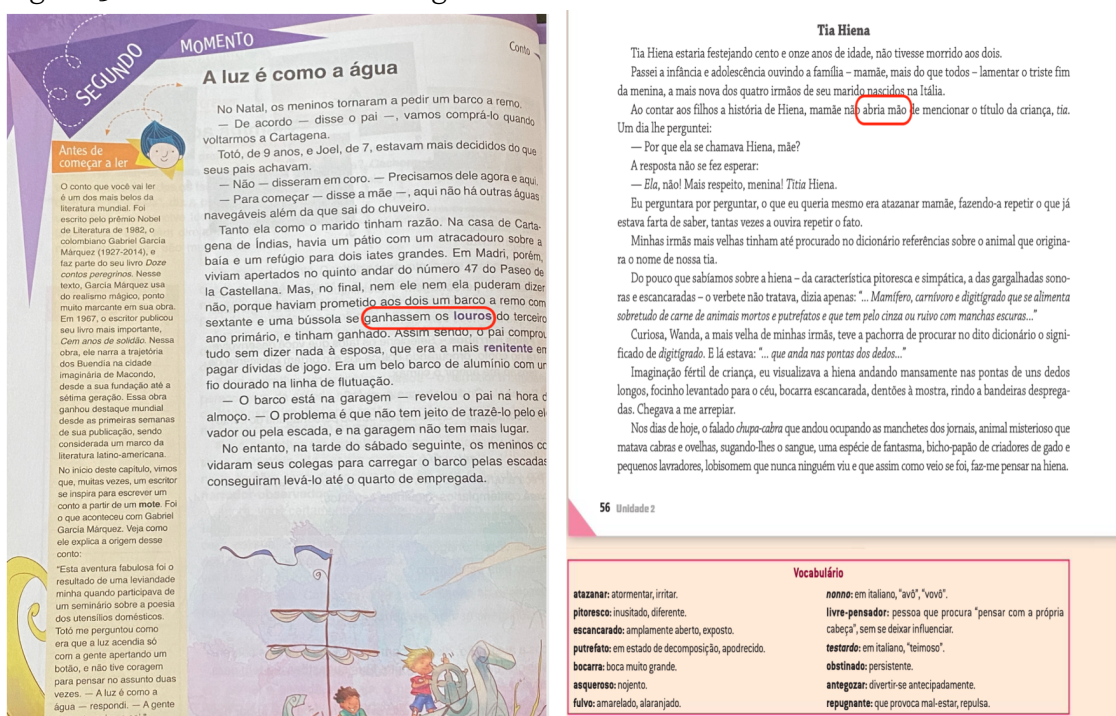 SEGUNDO
MOMENTO
Conto
A luz é como a água
No Natal, os meninos tornaram a pedir um barco a remo.
— De acordo — disse o pai —, vamos comprá-lo quando
voltarmos a Cartagena.
Totó, de 9 anos, e Joel, de 7, estavam mais decididos do que
seus pais achavam.
— Não — disseram em coro. — Precisamos dele agora e aqui.
— Para começar — disse a mãe —, aqui não há outras águas
navegáveis além da que sai do chuveiro.
Tanto ela como o marido tinham razão. Na casa de Carta-
gena de Índias, havia um pátio com um atracadouro sobre a
baía e um refúgio para dois iates grandes. Em Madri, porém,
viviam apertados no quinto andar do número 47 do Paseo de
la Castellana. Mas, no final, nem ele nem ela puderam dizer
não, porque haviam prometido aos dois um barco a remo com
sextante e uma bússola se ganhassem os louros do terceiro
ano primário, e tinham ganhado. Assim sendo, o pai comprou
tudo sem dizer nada à esposa, que era a mais renitente em
pagar dívidas de jogo. Era um belo barco de alumínio com um
fio dourado na linha de flutuação.
— O barco está na garagem — revelou o pai na hora d
almoço. — O problema é que não tem jeito de trazê-lo pelo el
vador ou pela escada, e na garagem não tem mais lugar.
No entanto, na tarde do sábado seguinte, os meninos co
vidaram seus colegas para carregar o barco pelas escadas
conseguiram levá-lo até o quarto de empregada.
Antes de
começar a ler
O conto que você vai ler
é um dos mais belos da
literatura mundial. Foi
escrito pelo prêmio Nobel
de Literatura de 1982, o
colombiano Gabriel García
Márquez (1927-2014), e
faz parte do seu livro Doze
contos peregrinos. Nesse
texto, García Márquez usa
do realismo mágico, ponto
muito marcante em sua obra.
Em 1967, o escritor publicou
seu livro mais importante,
Cem anos de solidão. Nessa
obra, ele narra a trajetória
dos Buendía na cidade
imaginária de Macondo,
desde a sua fundação até a
sétima geração. Essa obra
ganhou destaque mundial
desde as primeiras semanas
de sua publicação, sendo
considerada um marco da
literatura latino-americana.
No início deste capítulo, vimos
que, muitas vezes, um escritor
se inspira para escrever um
conto a partir de um mote. Foi
o que aconteceu com Gabriel
García Márquez. Veja como
ele explica a origem desse
conto:
"Esta aventura fabulosa foi o
resultado de uma leviandade
minha quando participava de
um seminário sobre a poesia
dos utensílios domésticos.
Totó me perguntou como
era que a luz acendia só
com a gente apertando um
botão, e não tive coragem
para pensar no assunto duas
vezes. — A luz é como a
água — respondi. — A gente
Tia Hiena
Tia Hiena estaria festejando cento e onze anos de idade, não tivesse morrido aos dois.
Passei a infância e adolescência ouvindo a família – mamãe, mais do que todos – lamentar o triste fim
da menina, a mais nova dos quatro irmãos de seu marido nascidos na Itália.
Ao contar aos filhos a história de Hiena, mamãe não abria mão de mencionar o título da criança, tia.
Um dia lhe perguntei:
— Por que ela se chamava Hiena, mãe?
A resposta não se fez esperar:
— Ela, não! Mais respeito, menina! Titia Hiena.
Eu perguntara por perguntar, o que eu queria mesmo era atazanar mamãe, fazendo-a repetir o que já
estava farta de saber, tantas vezes a ouvira repetir o fato.
Minhas irmãs mais velhas tinham até procurado no dicionário referências sobre o animal que origina-
ra o nome de nossa tia.
Do pouco que sabíamos sobre a hiena – da característica pitoresca e simpática, a das gargalhadas sono-
ras e escancaradas – o verbete não tratava, dizia apenas: "... Mamífero, carnívoro e digitígrado que se alimenta
sobretudo de carne de animais mortos e putrefatos e que tem pelo cinza ou ruivo com manchas escuras..."
Curiosa, Wanda, a mais velha de minhas irmãs, teve a pachorra de procurar no dito dicionário o signi-
ficado de digitígrado. E lá estava: "... que anda nas pontas dos dedos..."
Imaginação fértil de criança, eu visualizava a hiena andando mansamente nas pontas de uns dedos
longos, focinho levantado para o céu, bocarra escancarada, dentões à mostra, rindo a bandeiras desprega-
das. Chegava a me arrepiar.
Nos dias de hoje, o falado chupa-cabra que andou ocupando as manchetes dos jornais, animal misterioso que
matava cabras e ovelhas, sugando-lhes o sangue, uma espécie de fantasma, bicho-papão de criadores de gado e
pequenos lavradores, lobisomem que nunca ninguém viu e que assim como veio se foi, faz-me pensar na hiena.
56 Unidade 2
Vocabulário
atazanar: atormentar, irritar.
pitoresco: inusitado, diferente.
escancarado: amplamente aberto, exposto.
putrefato: em estado de decomposição, apodrecido.
bocarra: boca muito grande.
asqueroso: nojento.
fulvo: amarelado, alaranjado.
nonno: em italiano, "avô", "vovô".
livre-pensador: pessoa que procura "pensar com a própria
cabeça", sem se deixar influenciar.
testardo: em italiano, "teimoso".
obstinado: persistente.
antegozar: divertir-se antecipadamente.
repugnante: que provoca mal-estar, repulsa.